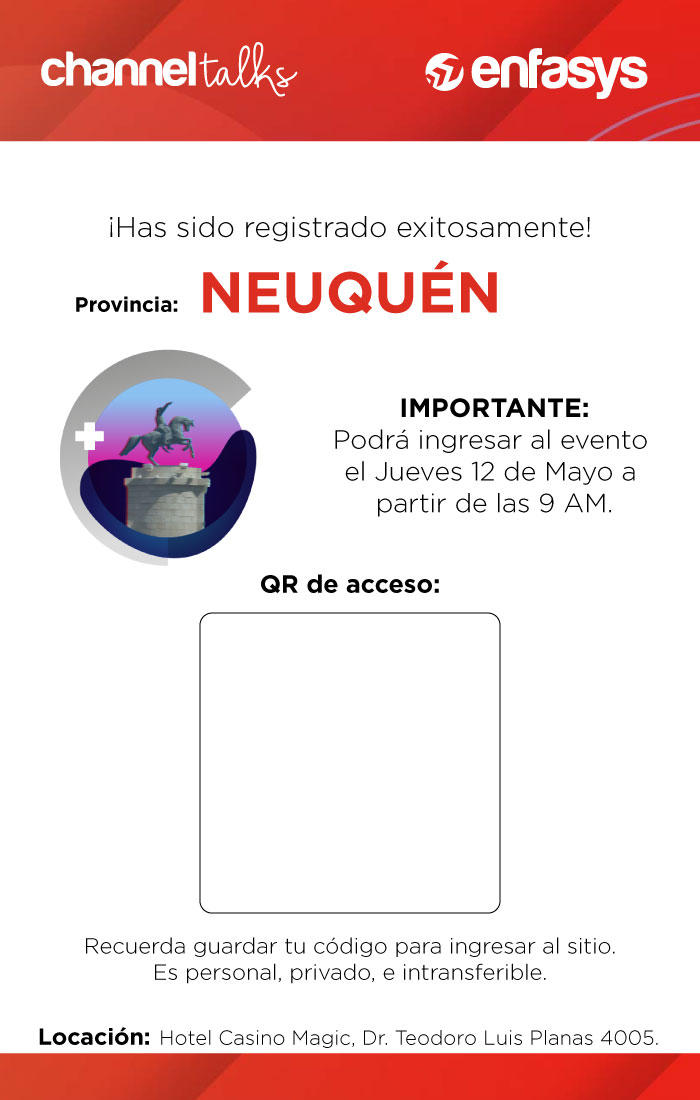 channeltalks
enfasys
¡Has sido registrado exitosamente!
Provincia: NEUQUÉN
IMPORTANTE:
Podrá ingresar al evento
el Jueves 12 de Mayo a
partir de las 9 AM.
QR de acceso:
Recuerda guardar tu código para ingresar al sitio.
Es personal, privado, e intransferible.
Locación: Hotel Casino Magic, Dr. Teodoro Luis Planas 4005.